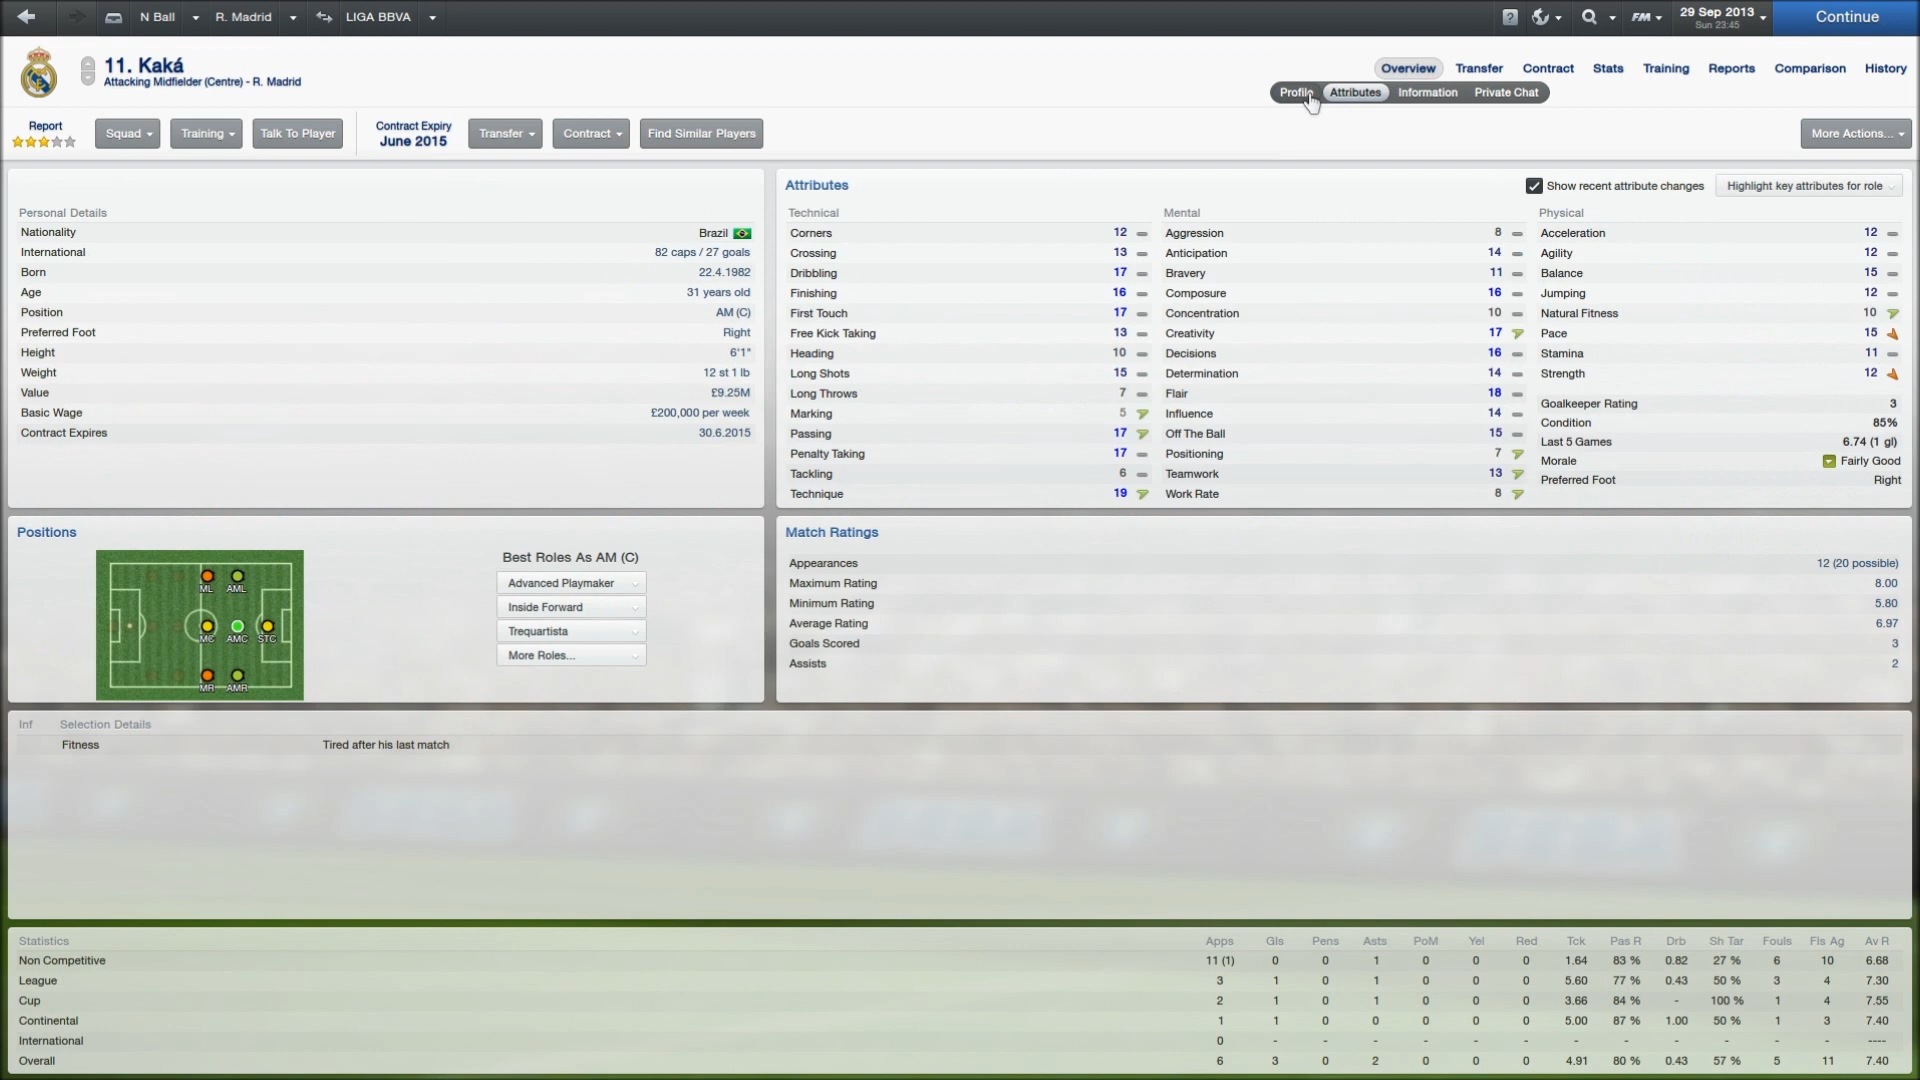 N Ball R. Madrid LIGA BBVA ? FM 29 Sep 2013 Continue
Sun 23:45
11. Kaká
Attacking Midfielder (Centre) - R. Madrid
Overview Transfer Contract Stats Training Reports Comparison History
Profile Attributes Information Private Chat
Report Squad Training Talk To Player Contract Expiry June 2015 Transfer Contract Find Similar Players More Actions...
Attributes Show recent attribute changes Highlight key attributes for role
Personal Details
Nationality Brazil
International 82 caps / 27 goals
Born 22.4.1982
Age 31 years old
Position AM (C)
Preferred Foot Right
Height 6'1"
Weight 12 st 1 lb
Value £9.25M
Basic Wage £200,000 per week
Contract Expires 30.6.2015
Technical Mental Physical
Corners 12 Aggression 8 Acceleration 12
Crossing 13 Anticipation 14 Agility 12
Dribbling 17 Bravery 11 Balance 15
Finishing 16 Composure 16 Jumping 12
First Touch 17 Concentration 10 Natural Fitness 10
Free Kick Taking 13 Creativity 17 Pace 15
Heading 10 Decisions 16 Stamina 11
Long Shots 15 Determination 14 Strength 12
Long Throws 7 Flair 18 Goalkeeper Rating 3
Marking 5 Influence 14 Condition 85%
Passing 17 Off The Ball 15 Last 5 Games 6.74 (1 gl)
Penalty Taking 17 Positioning 7 Morale Fairly Good
Tackling 6 Teamwork 13 Preferred Foot Right
Technique 19 Work Rate 8
Positions
ML AML
MC AMC STC
MR AMR
Best Roles As AM (C)
Advanced Playmaker
Inside Forward
Trequartista
More Roles...
Match Ratings
Appearances 12 (20 possible)
Maximum Rating 8.00
Minimum Rating 5.80
Average Rating 6.97
Goals Scored 3
Assists 2
Inf Selection Details
Fitness Tired after his last match
Statistics Apps Gls Pens Asts PoM Yel Red Tck Pas R Drb Sh Tar Fouls Fls Ag Av R
Non Competitive 11 (1) 0 0 1 0 0 0 1.64 83 % 0.82 27 % 6 10 6.68
League 3 1 0 1 0 0 0 5.60 77 % 0.43 50 % 3 4 7.30
Cup 2 1 0 1 0 0 0 3.66 84 % - 100 % 1 4 7.55
Continental 1 1 0 0 0 0 0 5.00 87 % 1.00 50 % 1 3 7.40
International 0 - - - - - - - - - - - - ----
Overall 6 3 0 2 0 0 0 4.91 80 % 0.43 57 % 5 11 7.40